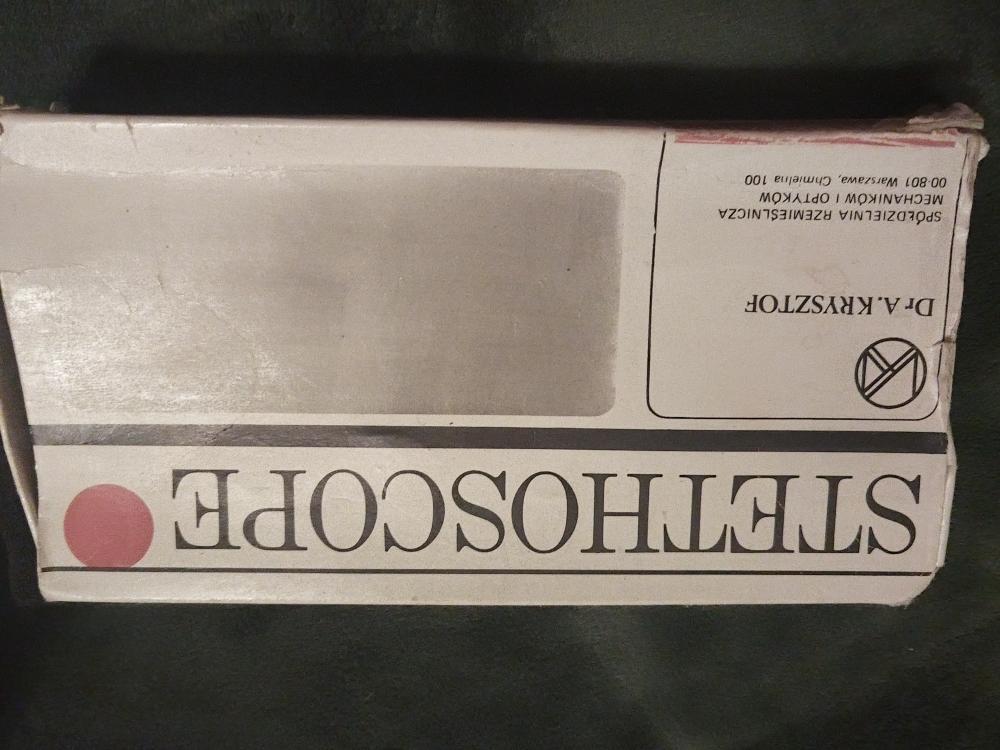 STETHOSCOPE
Dr A. KRYSZTOF
SPÓŁDZIELNIA RZEMIEŚLNICZA
MECHANIKÓW I OPTYKÓW
00-801 Warszawa, Chmielna 100